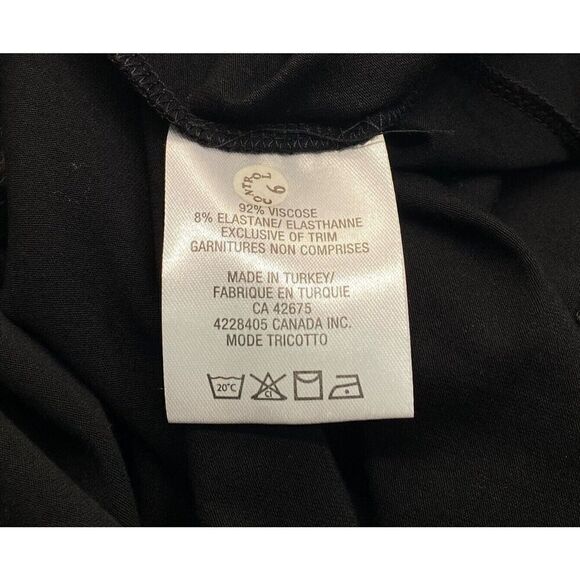 CONTROL
6
92% VISCOSE
8% ELASTANE/ ELASTHANNE
EXCLUSIVE OF TRIM
GARNITURES NON COMPRISES
MADE IN TURKEY/
FABRIQUE EN TURQUIE
CA 42675
4228405 CANADA INC.
MODE TRICOTTO
20°C
Cl